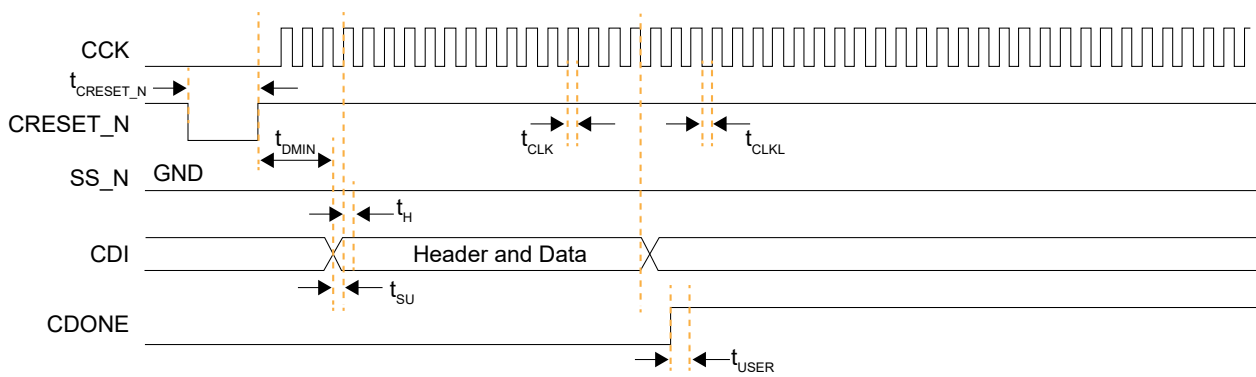 CCK
tCRESET_N
CRESET_N
tDMIN
tCLK
tCLKL
SS_N
GND
tH
CDI
Header and Data
tSU
CDONE
tUSER